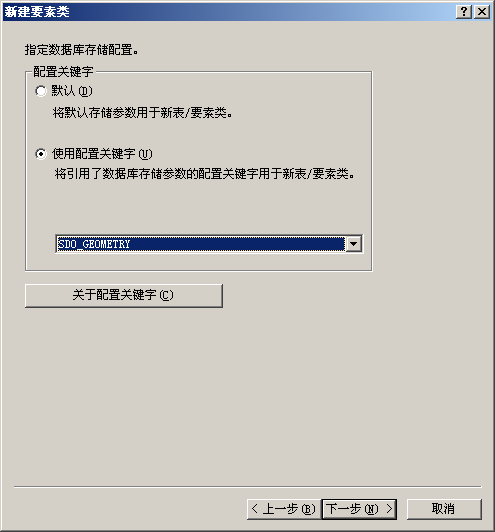 新建要素类
指定数据库存储配置。
配置关键字
默认(D)
将默认存储参数用于新表/要素类。
使用配置关键字(U)
将引用了数据库存储参数的配置关键字用于新表/要素类。
SDO_GEOMETRY
关于配置关键字(C)
< 上一步(B) 下一步(N) > 取消